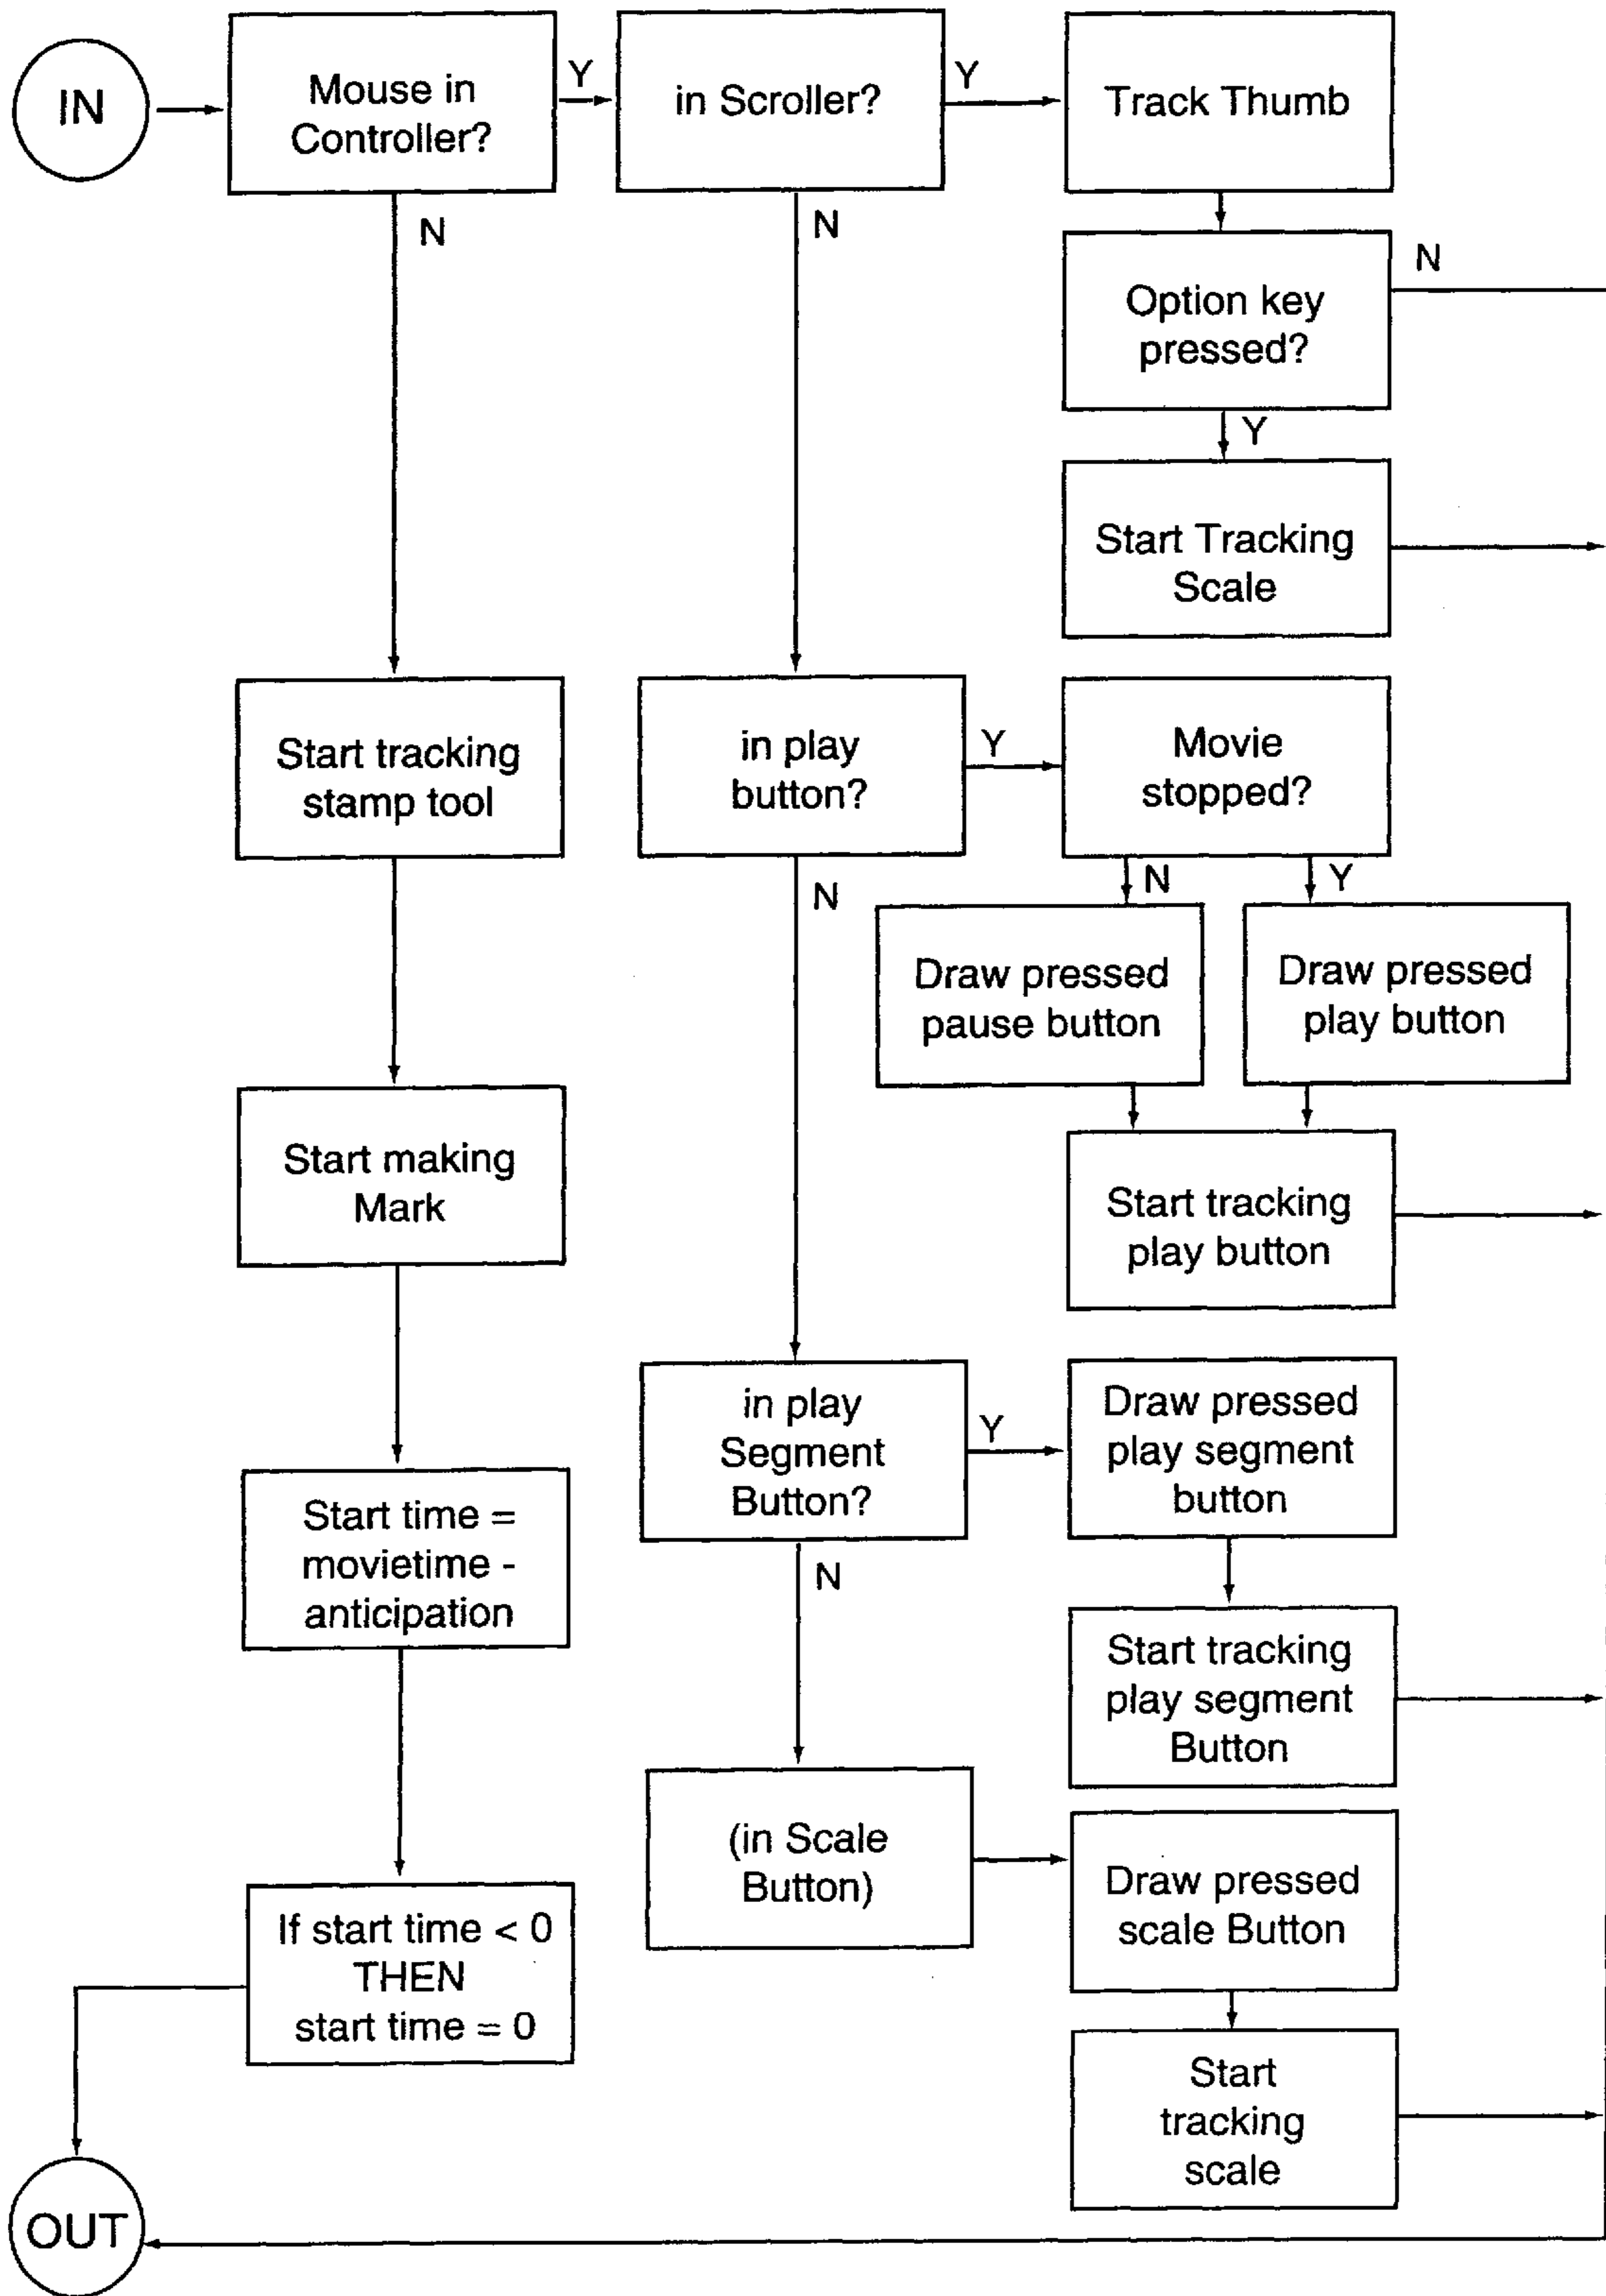 IN
Mouse in
Controller?
Y
in Scroller?
Y
Track Thumb
N
N
Option key
pressed?
N
Y
Start Tracking
Scale
Start tracking
stamp tool
in play
button?
Y
Movie
stopped?
N
N
Y
Draw pressed
pause button
Draw pressed
play button
Start making
Mark
Start tracking
play button
in play
Segment
Button?
Y
Draw pressed
play segment
button
Start time =
movietime -
anticipation
N
Start tracking
play segment
Button
(in Scale
Button)
Draw pressed
scale Button
If start time < 0
THEN
start time = 0
Start
tracking
scale
OUT